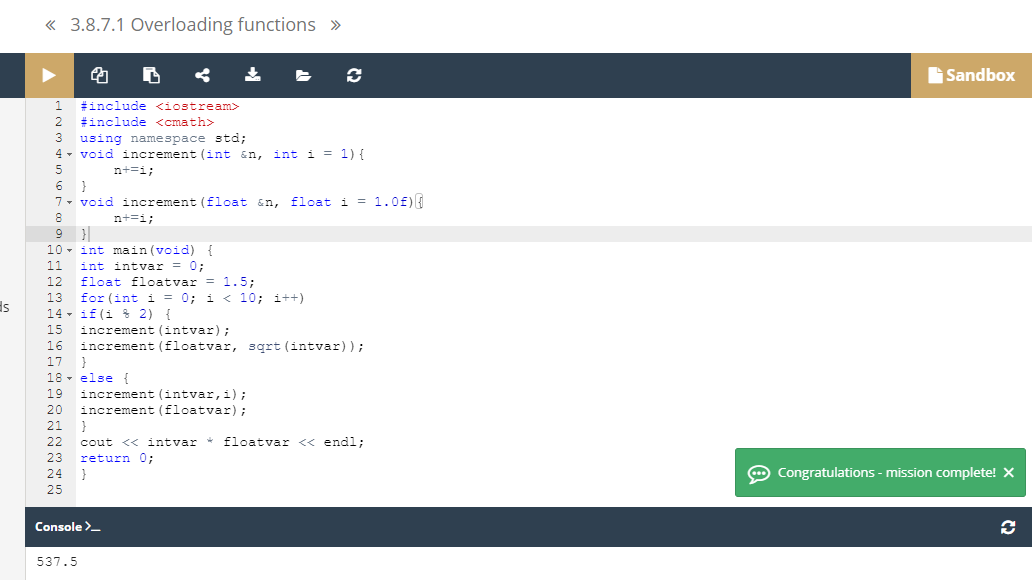 « 3.8.7.1 Overloading functions »
Sandbox
1 #include <iostream>
2 #include <cmath>
3 using namespace std;
4 void increment(int &n, int i = 1){
5 n+=i;
6 }
7 void increment(float &n, float i = 1.0f){
8 n+=i;
9 }
10 int main(void) {
11 int intvar = 0;
12 float floatvar = 1.5;
13 for(int i = 0; i < 10; i++)
14 if(i % 2) {
15 increment(intvar);
16 increment(floatvar, sqrt(intvar));
17 }
18 else {
19 increment(intvar,i);
20 increment(floatvar);
21 }
22 cout << intvar * floatvar << endl;
23 return 0;
24 }
25
Congratulations - mission complete! ×
Console >_
537.5